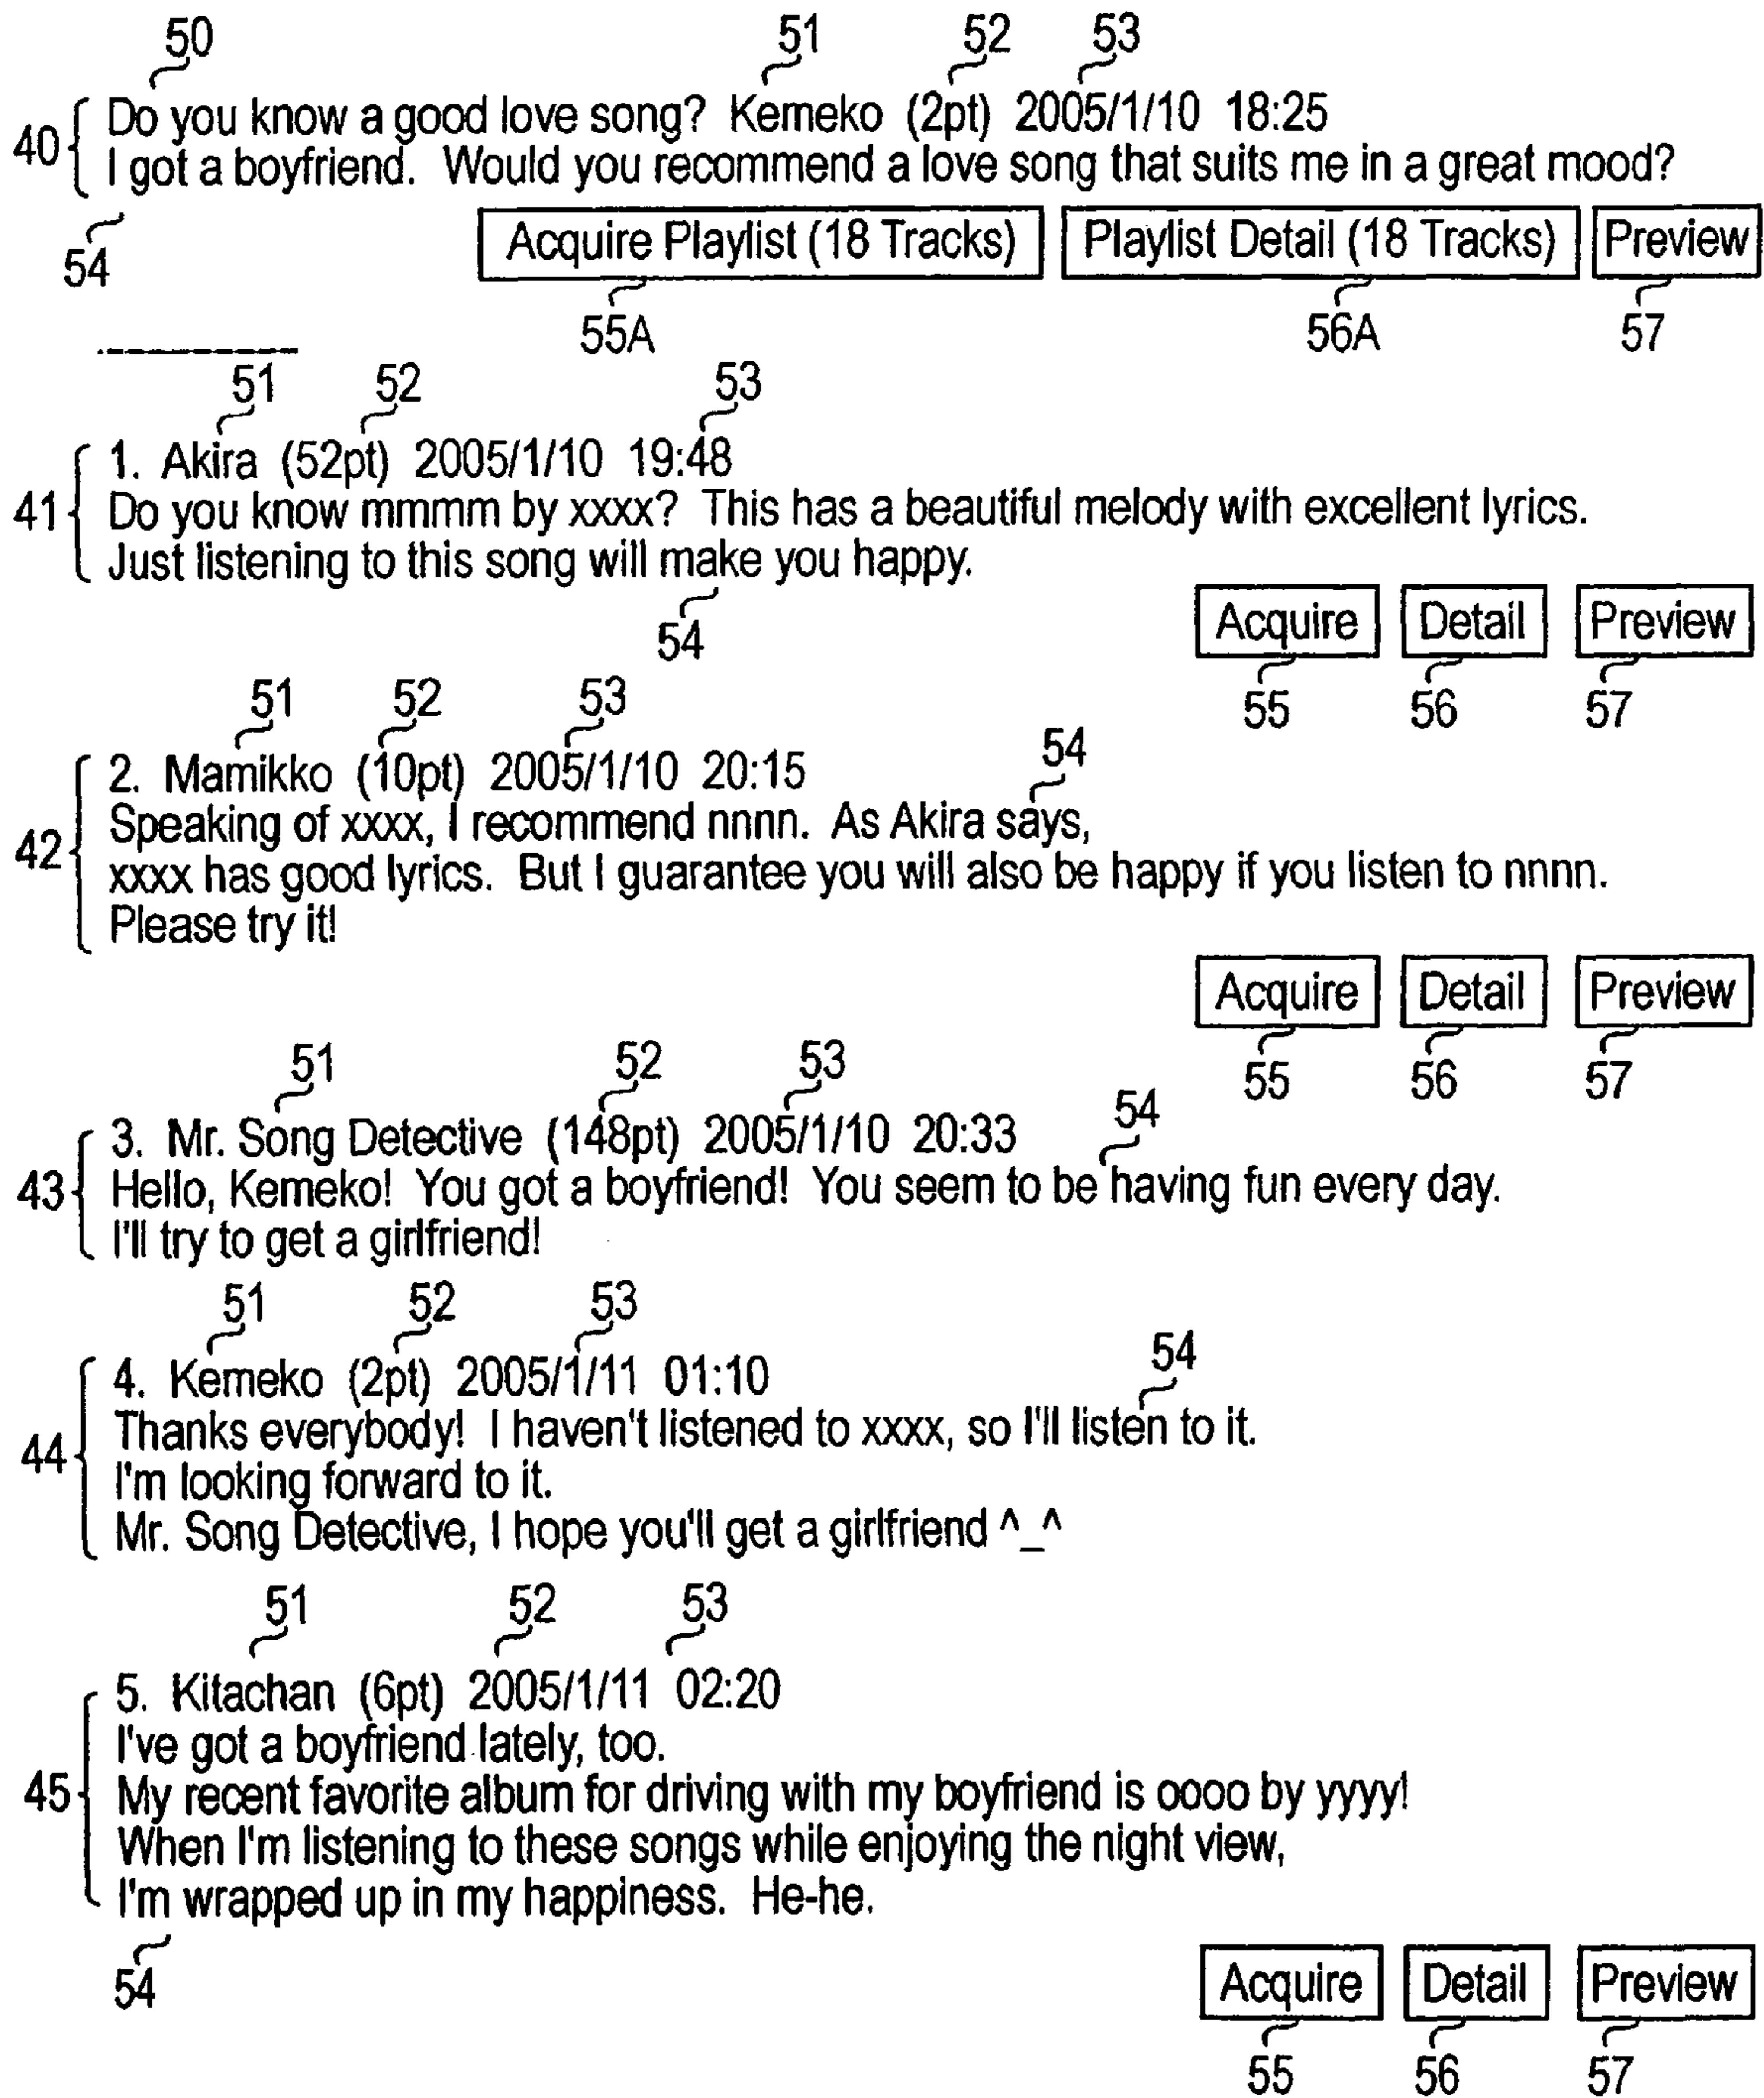 50 51 52 53
40 Do you know a good love song? Kemeko (2pt) 2005/1/10 18:25
I got a boyfriend. Would you recommend a love song that suits me in a great mood?
54 Acquire Playlist (18 Tracks) Playlist Detail (18 Tracks) Preview
55A 56A 57
51 52 53
1. Akira (52pt) 2005/1/10 19:48
41 Do you know mmmm by xxxx? This has a beautiful melody with excellent lyrics.
Just listening to this song will make you happy.
54 Acquire Detail Preview
55 56 57
51 52 53
54
2. Mamikko (10pt) 2005/1/10 20:15
Speaking of xxxx, I recommend nnnn. As Akira says,
42 xxxx has good lyrics. But I guarantee you will also be happy if you listen to nnnn.
Please try it!
Acquire Detail Preview
55 56 57
51 52 53
54
3. Mr. Song Detective (148pt) 2005/1/10 20:33
43 Hello, Kemeko! You got a boyfriend! You seem to be having fun every day.
I'll try to get a girlfriend!
51 52 53
54
4. Kemeko (2pt) 2005/1/11 01:10
Thanks everybody! I haven't listened to xxxx, so I'll listen to it.
44 I'm looking forward to it.
Mr. Song Detective, I hope you'll get a girlfriend ^_^
51 52 53
5. Kitachan (6pt) 2005/1/11 02:20
I've got a boyfriend lately, too.
45 My recent favorite album for driving with my boyfriend is oooo by yyyy!
When I'm listening to these songs while enjoying the night view,
I'm wrapped up in my happiness. He-he.
54 Acquire Detail Preview
55 56 57